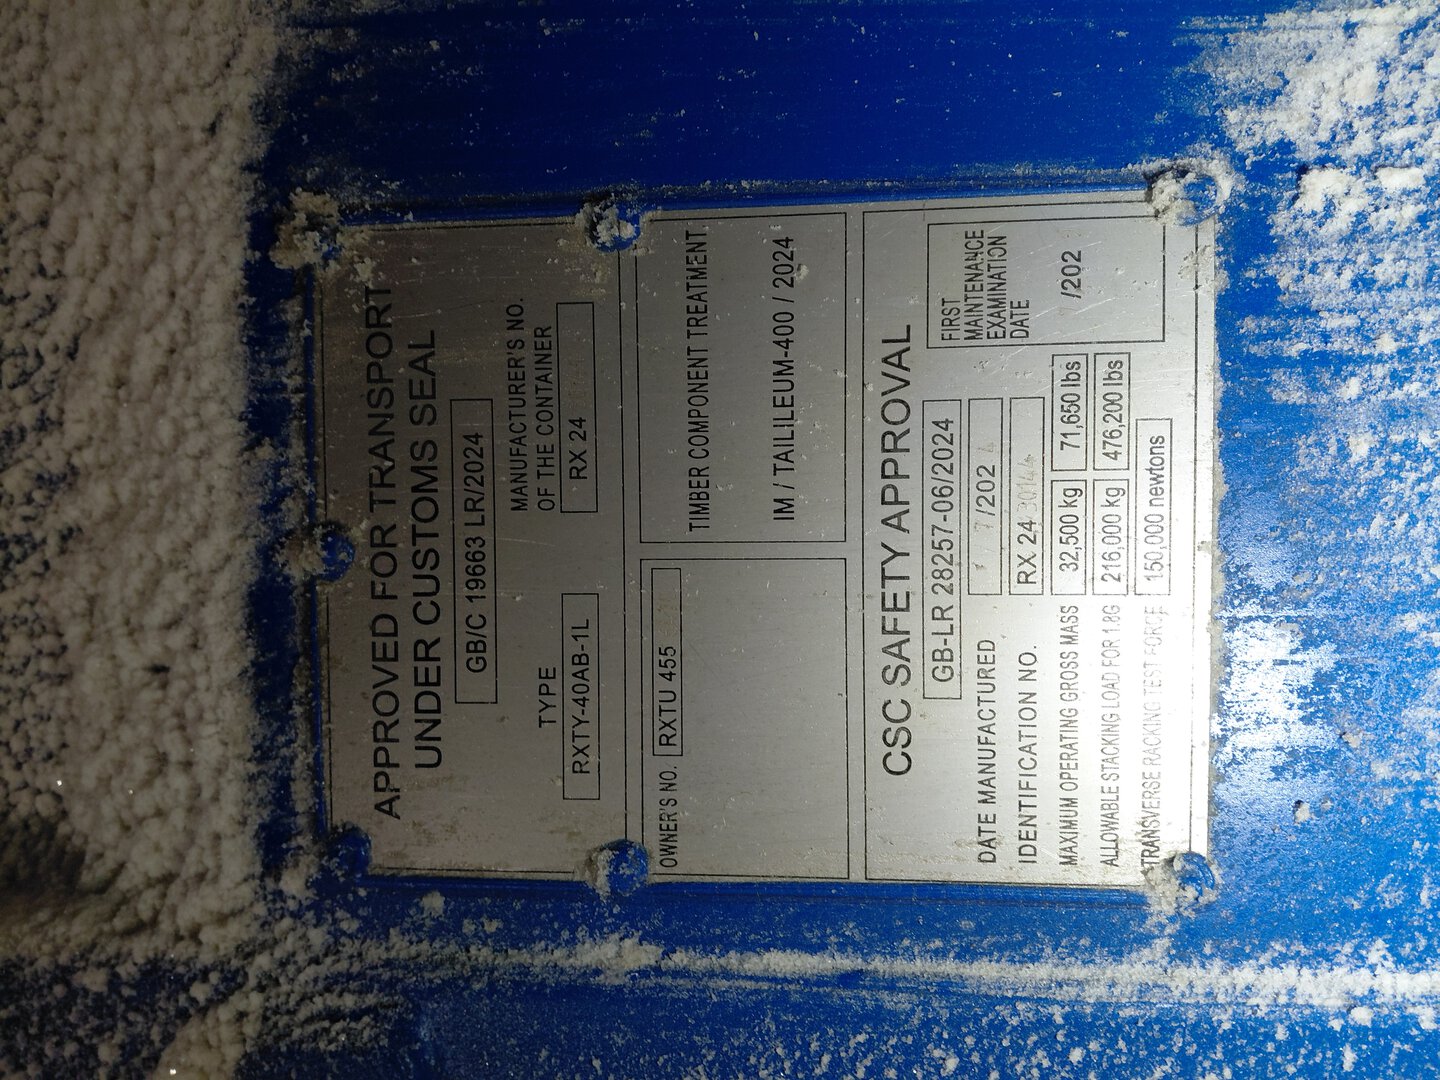 APPROVED FOR TRANSPORT
UNDER CUSTOMS SEAL
GB/C 19663 LR/2024
TYPE
RXTY-40AB-1L
MANUFACTURER'S NO.
OF THE CONTAINER
RX 24
OWNER'S NO. RXTU 455
TIMBER COMPONENT TREATMENT
IM / TAILILEUM-400 / 2024
CSC SAFETY APPROVAL
GB-LR 28257-06/2024
DATE MANUFACTURED 7/202 4
IDENTIFICATION NO. RX 24
MAXIMUM OPERATING GROSS MASS 32,500 kg 71,650 lbs
ALLOWABLE STACKING LOAD FOR 1.8G 216,000 kg 476,200 lbs
TRANSVERSE RACKING TEST FORCE 150,000 newtons
FIRST
MAINTENANCE
EXAMINATION
DATE
/202